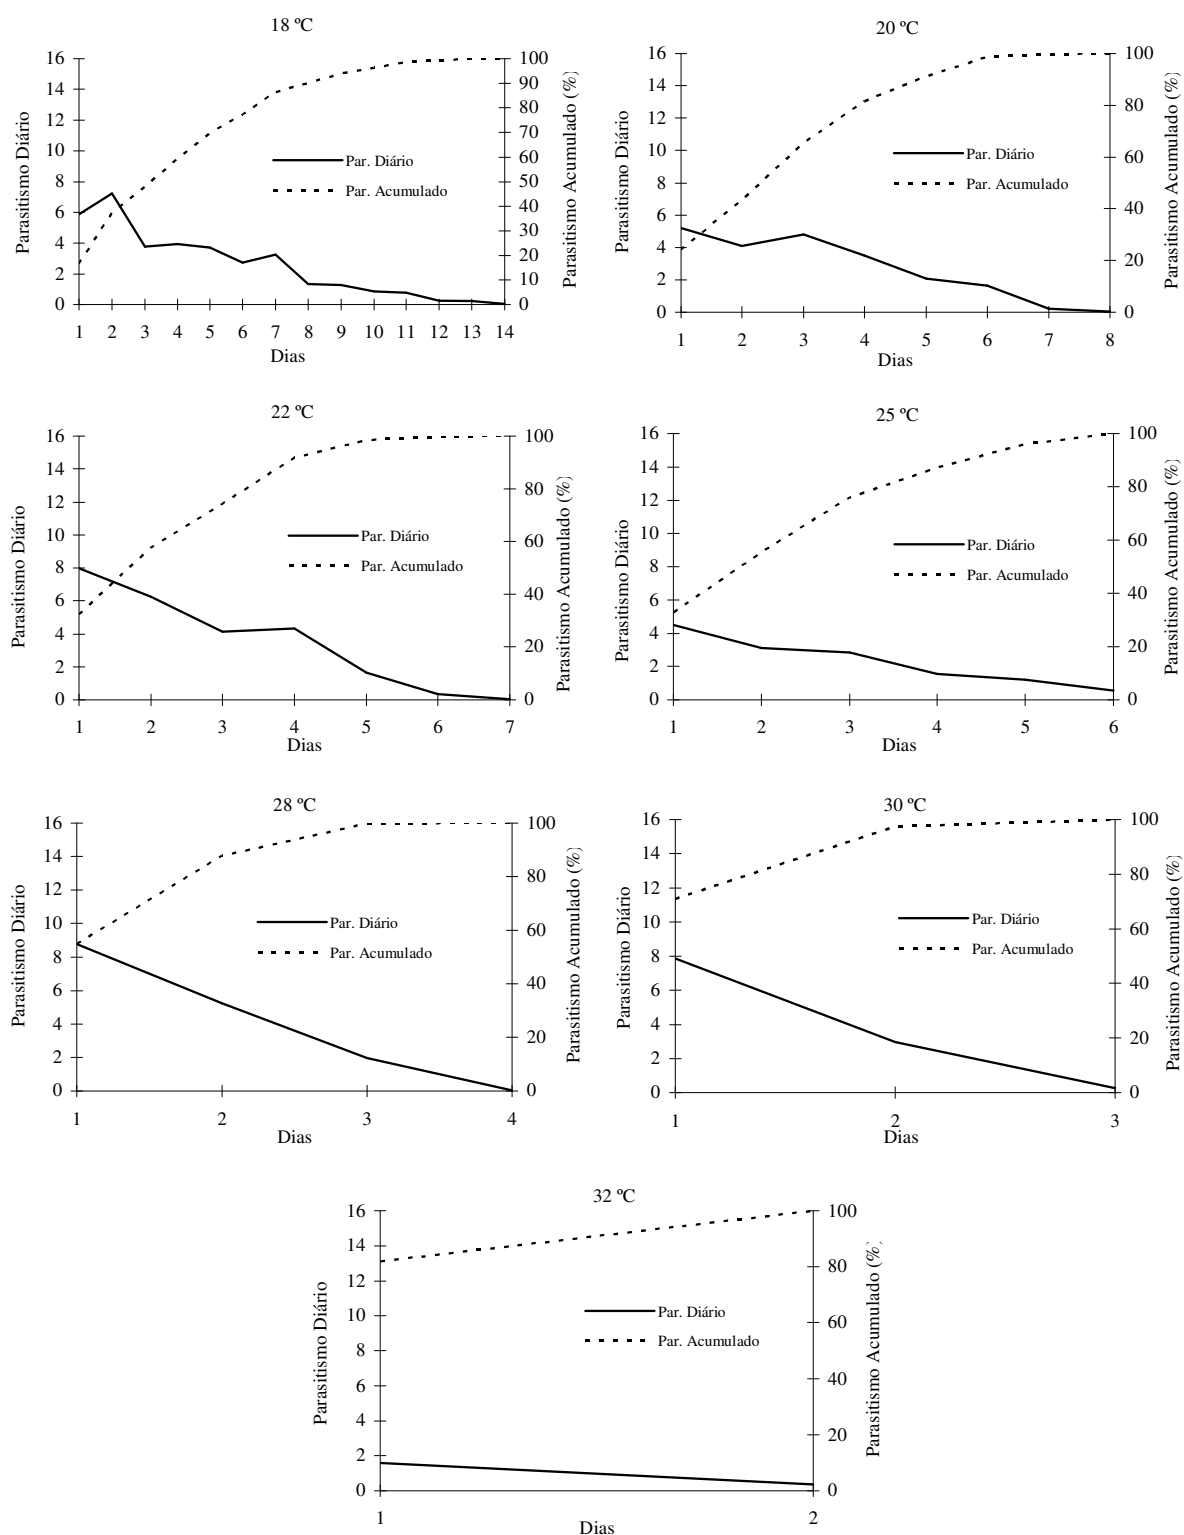 18 ºC
16 14 12 10 8 6 4 2 0
Parasitismo Diário
100 90 80 70 60 50 40 30 20 10 0
Parasitismo Acumulado (%)
Par. Diário
Par. Acumulado
1 2 3 4 5 6 7 8 9 10 11 12 13 14
Dias
20 ºC
16 14 12 10 8 6 4 2 0
Parasitismo Diário
100 80 60 40 20 0
Parasitismo Acumulado (%)
Par. Diário
Par. Acumulado
1 2 3 4 5 6 7 8
Dias
22 ºC
16 14 12 10 8 6 4 2 0
Parasitismo Diário
100 80 60 40 20 0
Parasitismo Acumulado (%)
Par. Diário
Par. Acumulado
1 2 3 4 5 6 7
Dias
25 ºC
16 14 12 10 8 6 4 2 0
Parasitismo Diário
100 80 60 40 20 0
Parasitismo Acumulado (%)
Par. Diário
Par. Acumulado
1 2 3 4 5 6
Dias
28 ºC
16 14 12 10 8 6 4 2 0
Parasitismo Diário
100 80 60 40 20 0
Parasitismo Acumulado (%)
Par. Diário
Par. Acumulado
1 2 3 4
Dias
30 ºC
16 14 12 10 8 6 4 2 0
Parasitismo Diário
100 80 60 40 20 0
Parasitismo Acumulado (%)
Par. Diário
Par. Acumulado
1 2 3
Dias
32 ºC
16 14 12 10 8 6 4 2 0
Parasitismo Diário
100 80 60 40 20 0
Parasitismo Acumulado (%)
Par. Diário
Par. Acumulado
1 2
Dias